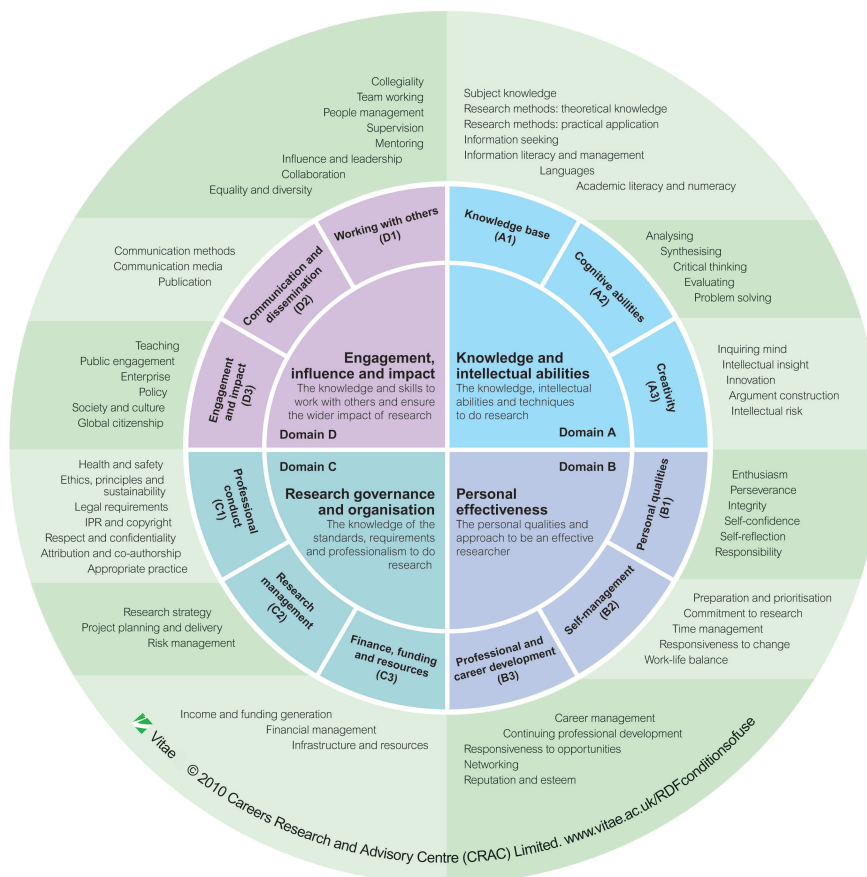 Collegiality
Team working
People management
Supervision
Mentoring
Influence and leadership
Collaboration
Equality and diversity
Subject knowledge
Research methods: theoretical knowledge
Research methods: practical application
Information seeking
Information literacy and management
Languages
Academic literacy and numeracy
Working with others
(D1)
Knowledge base
(A1)
Communication methods
Communication media
Publication
Communication and
dissemination
(D2)
Cognitive abilities
(A2)
Analysing
Synthesising
Critical thinking
Evaluating
Problem solving
Teaching
Public engagement
Enterprise
Policy
Society and culture
Global citizenship
Engagement
and impact
(D3)
Engagement,
influence and impact
The knowledge and skills to
work with others and ensure
the wider impact of research
Domain D
Knowledge and
intellectual abilities
The knowledge, intellectual
abilities and techniques
to do research
Domain A
Creativity
(A3)
Inquiring mind
Intellectual insight
Innovation
Argument construction
Intellectual risk
Health and safety
Ethics, principles and
sustainability
Legal requirements
IPR and copyright
Respect and confidentiality
Attribution and co-authorship
Appropriate practice
Professional
conduct
(C1)
Domain C
Research governance
and organisation
The knowledge of the
standards, requirements
and professionalism to do
research
Domain B
Personal
effectiveness
The personal qualities and
approach to be an effective
researcher
Personal qualities
(B1)
Enthusiasm
Perseverance
Integrity
Self-confidence
Self-reflection
Responsibility
Research strategy
Project planning and delivery
Risk management
Research
management
(C2)
Self-management
(B2)
Preparation and prioritisation
Commitment to research
Time management
Responsiveness to change
Work-life balance
Finance, funding
and resources
(C3)
Professional and
career development
(B3)
Income and funding generation
Financial management
Infrastructure and resources
Career management
Continuing professional development
Responsiveness to opportunities
Networking
Reputation and esteem
Vitae © 2010 Careers Research and Advisory Centre (CRAC) Limited. www.vitae.ac.uk/RDFconditionsofuse